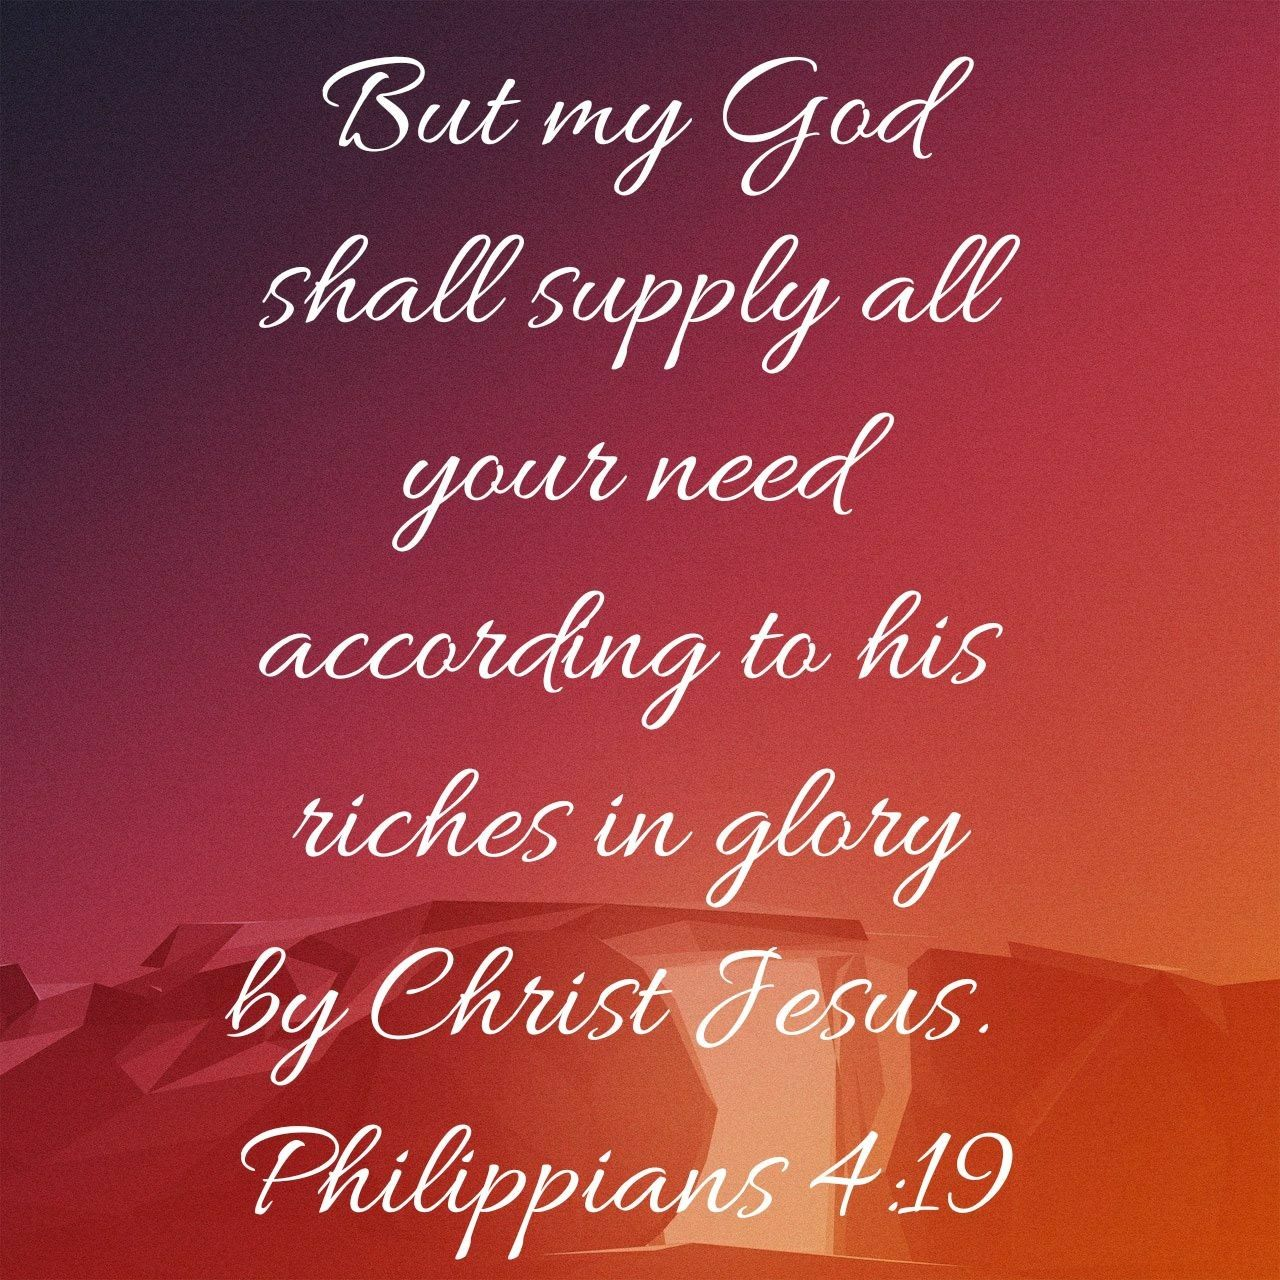 But my God
shall supply all
your need
according to his
riches in glory
by Christ Jesus.
Philippians 4:19